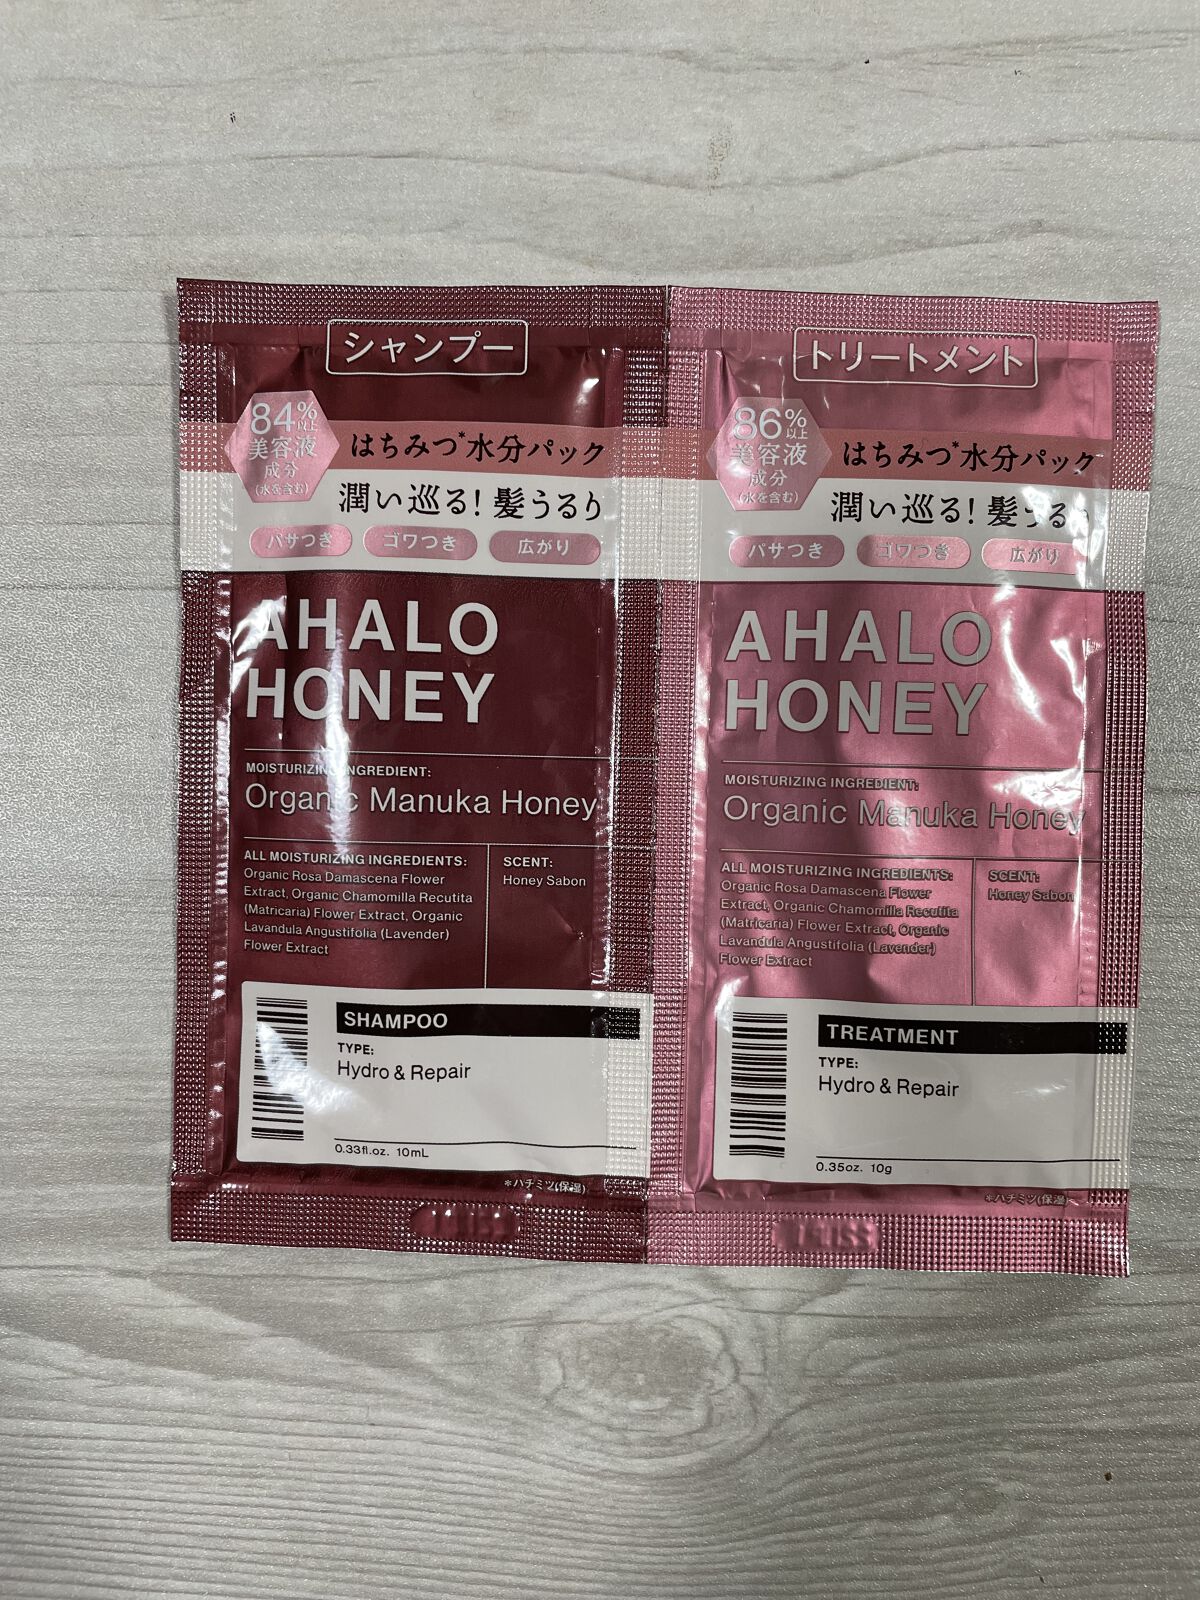 シャンプー
84%以上
美容液
成分
(水を含む)
はちみつ*水分パック
潤い巡る!髪うるり
パサつき ゴワつき 広がり
AHALO
HONEY
MOISTURIZING INGREDIENT:
Organic Manuka Honey
ALL MOISTURIZING INGREDIENTS:
Organic Rosa Damascena Flower
Extract, Organic Chamomilla Recutita
(Matricaria) Flower Extract, Organic
Lavandula Angustifolia (Lavender)
Flower Extract
SCENT:
Honey Sabon
SHAMPOO
TYPE:
Hydro & Repair
0.33fl.oz. 10mL
*ハチミツ(保湿)
トリートメント
86%以上
美容液
成分
(水を含む)
はちみつ*水分パック
潤い巡る!髪うるり
パサつき ゴワつき 広がり
AHALO
HONEY
MOISTURIZING INGREDIENT:
Organic Manuka Honey
ALL MOISTURIZING INGREDIENTS:
Organic Rosa Damascena Flower
Extract, Organic Chamomilla Recutita
(Matricaria) Flower Extract, Organic
Lavandula Angustifolia (Lavender)
Flower Extract
SCENT:
Honey Sabon
TREATMENT
TYPE:
Hydro & Repair
0.35oz. 10g
*ハチミツ(保湿)